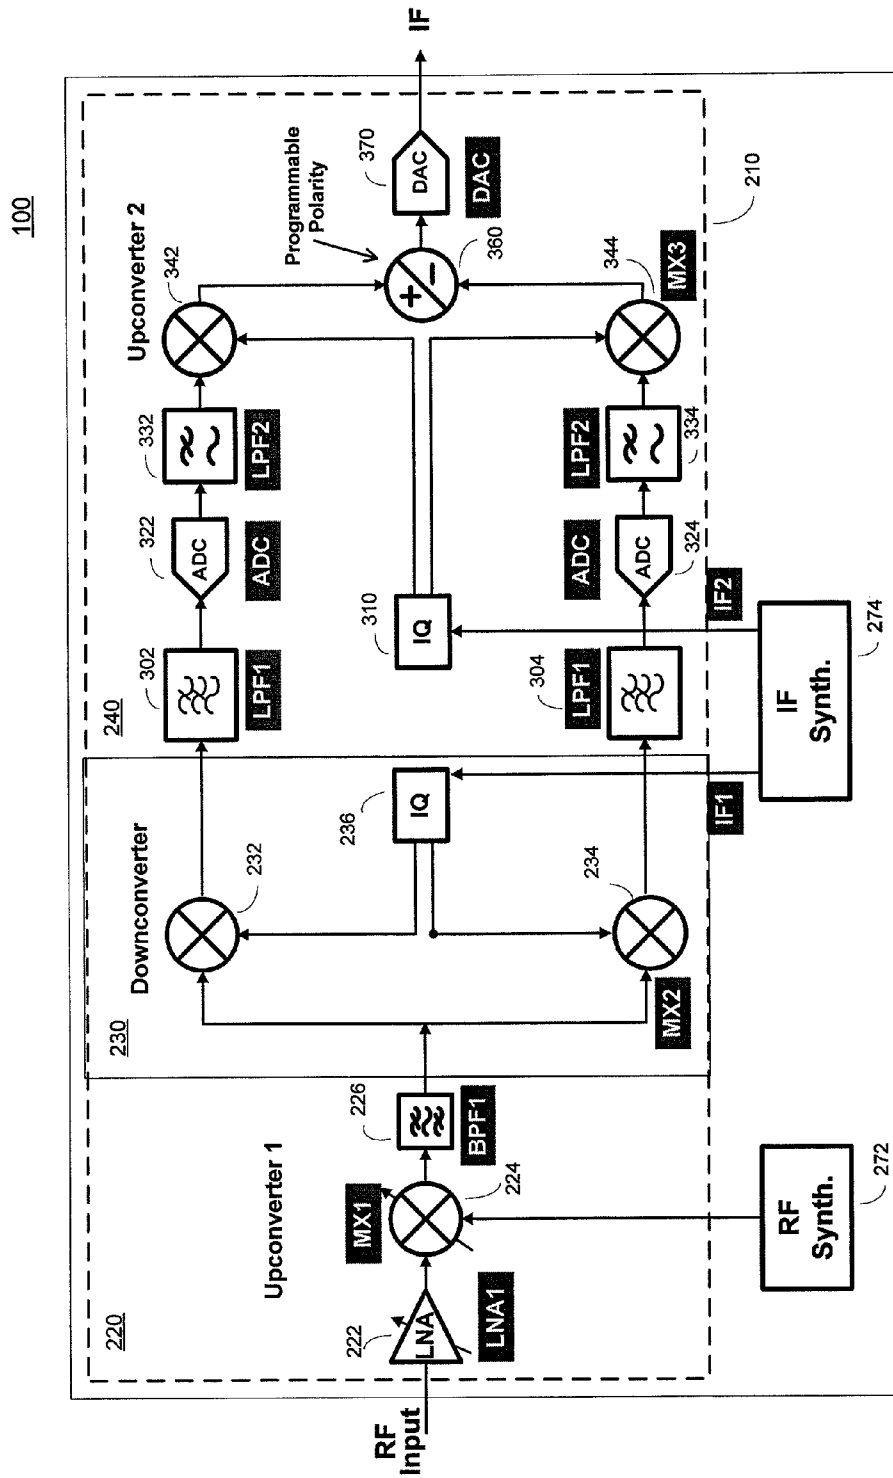 100
220
Upconverter 1
RF
Input
222
LNA
LNA1
MX1
224
226
BPF1
RF
Synth.
272
230
Downconverter
232
236
IQ
234
MX2
IF1
240
302
LPF1
322
ADC
ADC
332
LPF2
Upconverter 2
342
310
IQ
304
LPF1
ADC
ADC
324
LPF2
334
IF2
IF
Synth.
274
Programmable
Polarity
+
−
360
344
MX3
370
DAC
DAC
210
IF